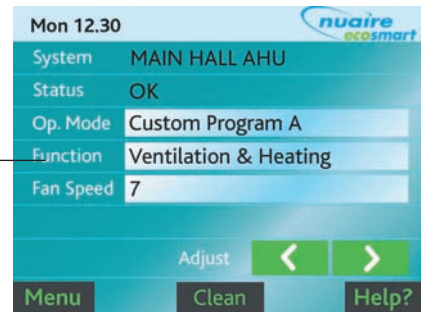 Mon 12.30 nuaire
ecosmart
System MAIN HALL AHU
Status OK
Op. Mode Custom Program A
Function Ventilation & Heating
Fan Speed 7
Adjust < >
Menu Clean Help?